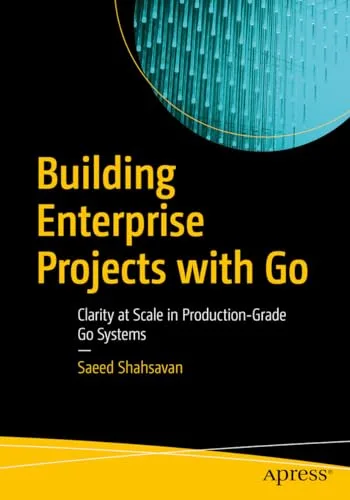 Building
Enterprise
Projects with Go
Clarity at Scale in Production-Grade
Go Systems
—
Saeed Shahsavan
Apress®